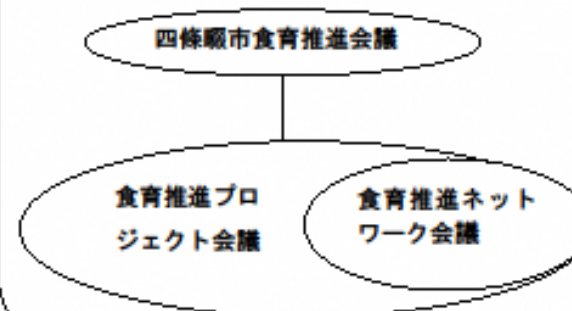 四條畷市食育推進会議
食育推進プロ
ジェクト会議
食育推進ネット
ワーク会議